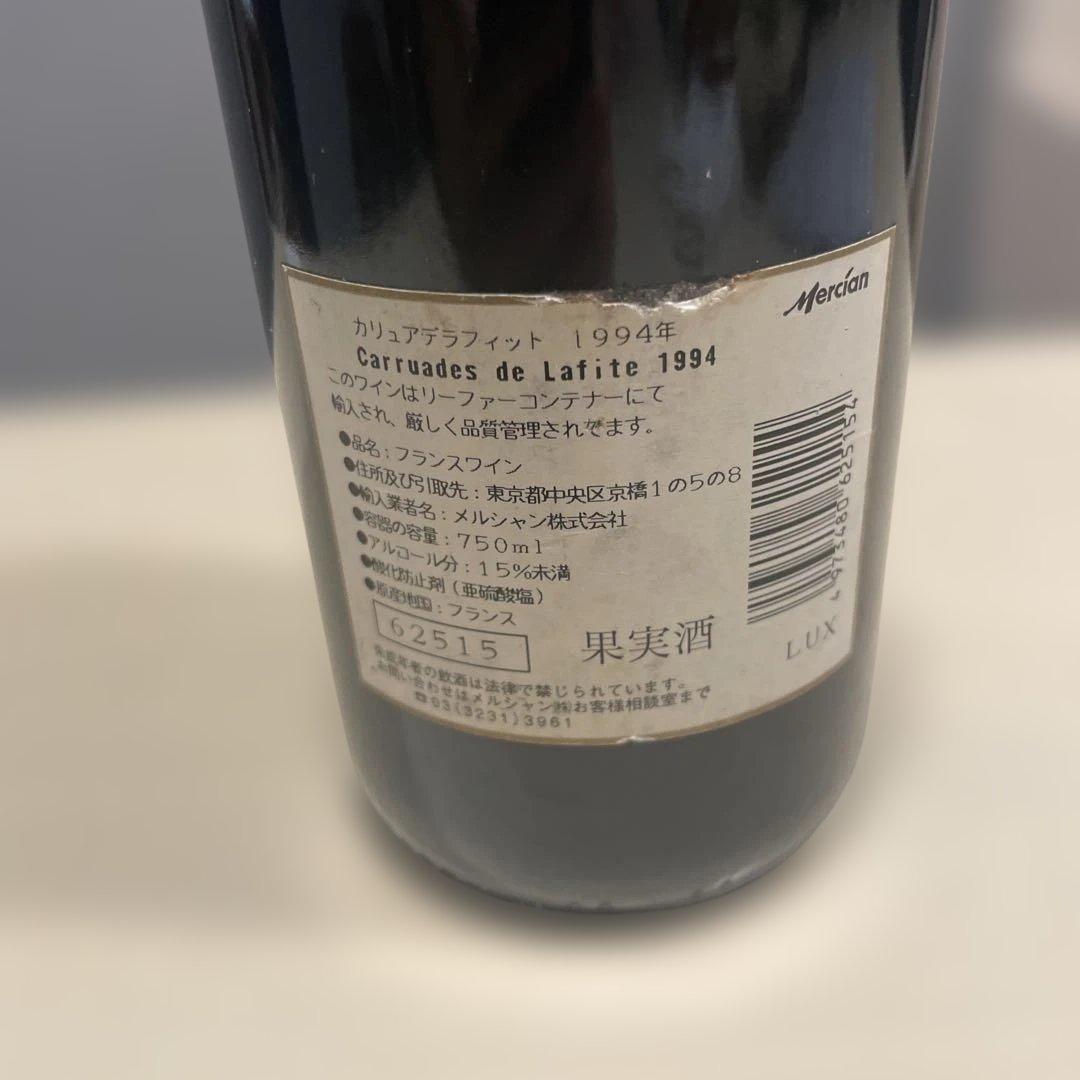 Mercian
カリュアデラフィット 1994年
Carruades de Lafite 1994
このワインはリーファーコンテナーにて
輸入され、厳しく品質管理されてます。
●品名：フランスワイン
●住所及び引取先：東京都中央区京橋1の5の8
●輸入業者名：メルシャン株式会社
●容器の容量：750ml
●アルコール分：15%未満
●酸化防止剤（亜硫酸塩）
●原産地国：フランス
62515
果実酒
4 973480 625154
LUX
未成年者の飲酒は法律で禁じられています。
お問い合わせはメルシャン㈱お客様相談室まで
☎03(3231)3961